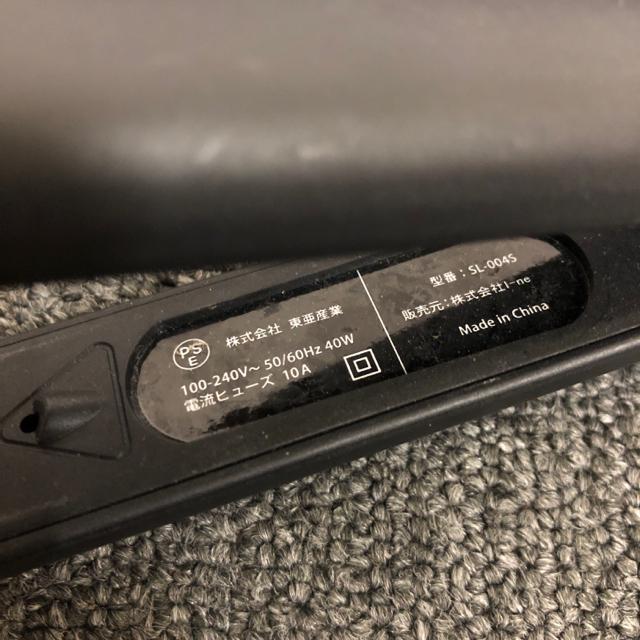 PSE
株式会社 東亜産業
100-240V~ 50/60Hz 40W
電流ヒューズ 10A
型番：SL-004S
販売元：株式会社I-ne
Made in China